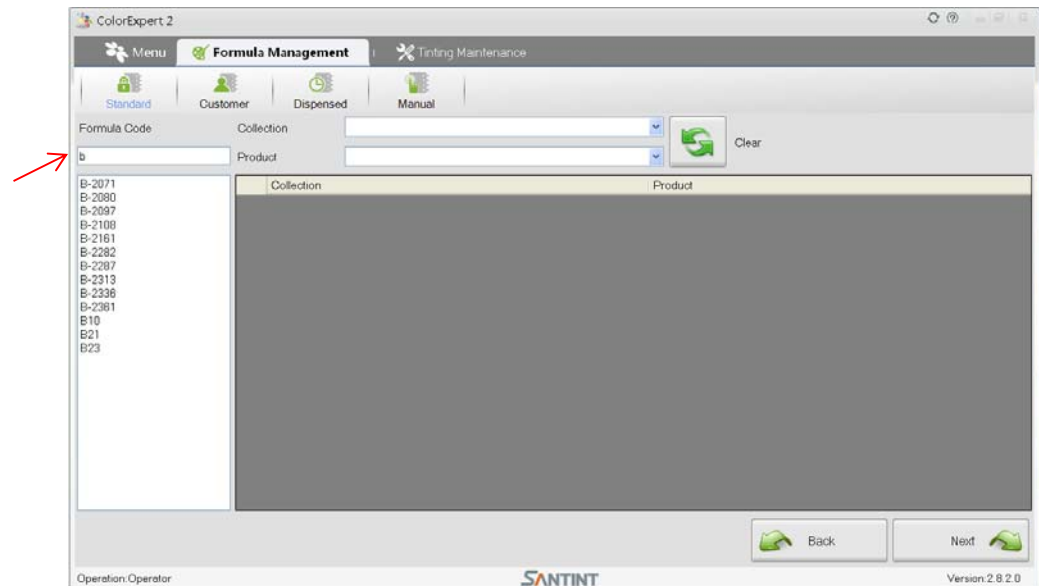 ColorExpert 2
Menu Formula Management Tinting Maintenance
Standard Customer Dispensed Manual
Formula Code Collection Clear
b Product
Collection Product
B-2071
B-2080
B-2097
B-2108
B-2161
B-2282
B-2287
B-2313
B-2336
B-2361
B10
B21
B23
Back Next
Operation:Operator SANTINT Version:2.8.2.0